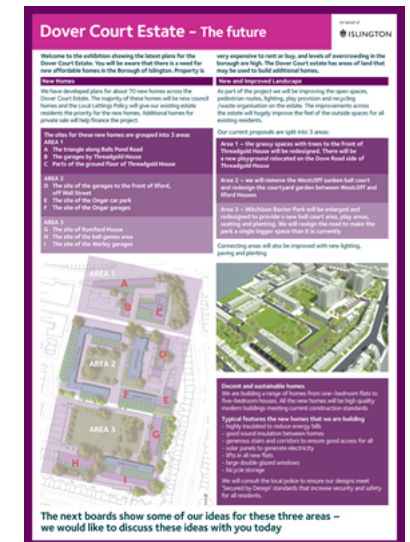 Dover Court Estate – The future
On behalf of
ISLINGTON
Welcome to the exhibition showing the latest plans for the
Dover Court Estate. You will be aware that there is a need for
new affordable homes in the Borough of Islington. Property is
very expensive to rent or buy, and levels of overcrowding in the
borough are high. The Dover Court estate has areas of land that
may be used to build additional homes.
New Homes
We have developed plans for about 70 new homes across the
Dover Court Estate. The majority of these homes will be new council
homes and the Local Lettings Policy will give our existing estate
residents the priority for the new homes. Additional homes for
private sale will help finance the project.
The sites for these new homes are grouped into 3 areas
AREA 1
A The triangle along Balls Pond Road
B The garages by Threadgold House
C Parts of the ground floor of Threadgold House
AREA 2
D The site of the garages to the front of Ilford,
off Wall Street
E The site of the Ongar car park
F The site of the Ongar garages
AREA 3
G The site of Romford House
H The site of the ball games area
I The site of the Warley garages
New and Improved Landscape
As part of the project we will be improving the open spaces,
pedestrian routes, lighting, play provision and recycling
/waste organisation on the estate. The improvements across
the estate will hugely improve the feel of the outside spaces for all
existing residents.
Our current proposals are split into 3 areas:
Area 1 – the grassy spaces with trees to the front of
Threadgold House will be redesigned. There will be
a new playground relocated on the Dove Road side of
Threadgold House
Area 2 – we will remove the Westcliff sunken ball court
and redesign the courtyard garden between Westcliff and
Ilford Houses
Area 3 – Mitchison Baxter Park will be enlarged and
redesigned to provide a new ball court area, play areas,
seating and planting. We will realign the road to make the
park a single bigger space than it is currently
Connecting areas will also be improved with new lighting,
paving and planting
AREA 1
A
B
C
AREA 2
D
F
E
AREA 3
G
H
I
Decent and sustainable homes
We are building a range of homes from one–bedroom flats to
five–bedroom houses. All the new homes will be high quality
modern buildings meeting current construction standards.
Typical features the new homes that we are building
– highly insulated to reduce energy bills
– good sound insulation between homes
– generous stairs and corridors to ensure good access for all
– solar panels to generate electricity
– lifts in all new flats
– large double glazed windows
– bicycle storage
We will consult the local police to ensure our designs meet
'Secured by Design' standards that increase security and safety
for all residents.
The next boards show some of our ideas for these three areas –
we would like to discuss these ideas with you today